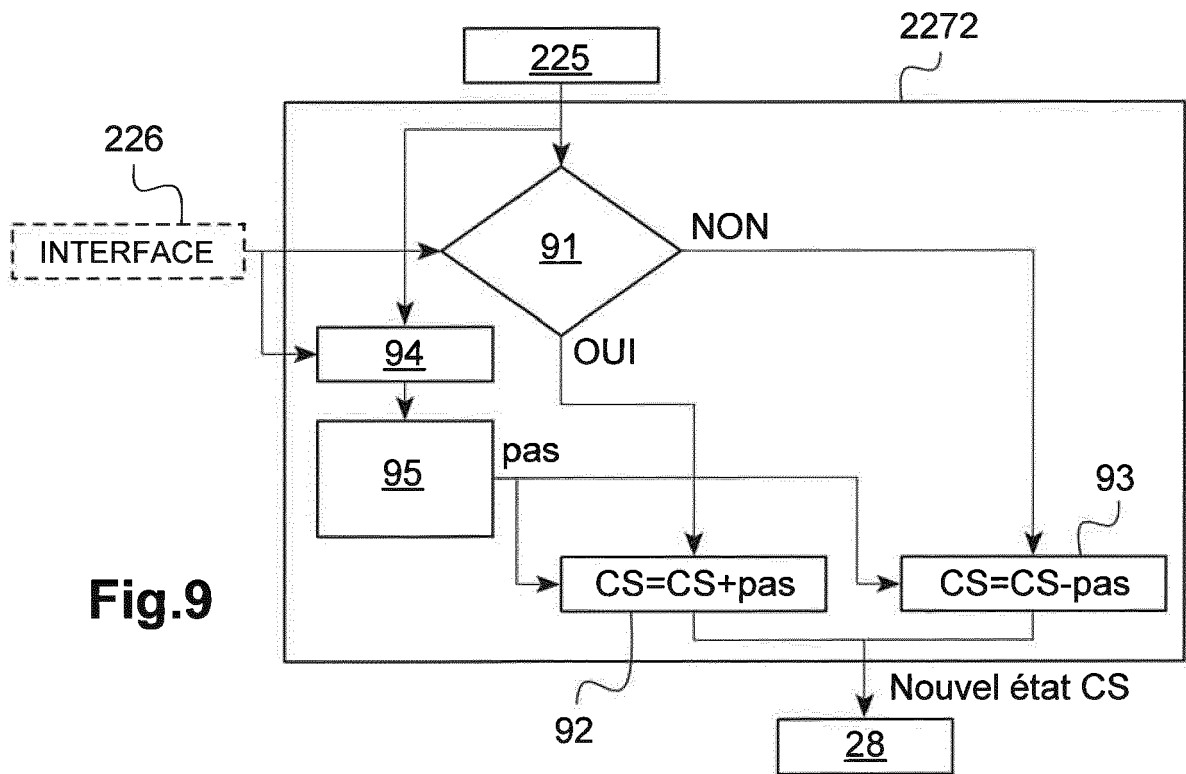 2272
225
226
INTERFACE
91
NON
94
OUI
95
pas
93
CS=CS+pas
CS=CS-pas
Fig.9
92
Nouvel état CS
28